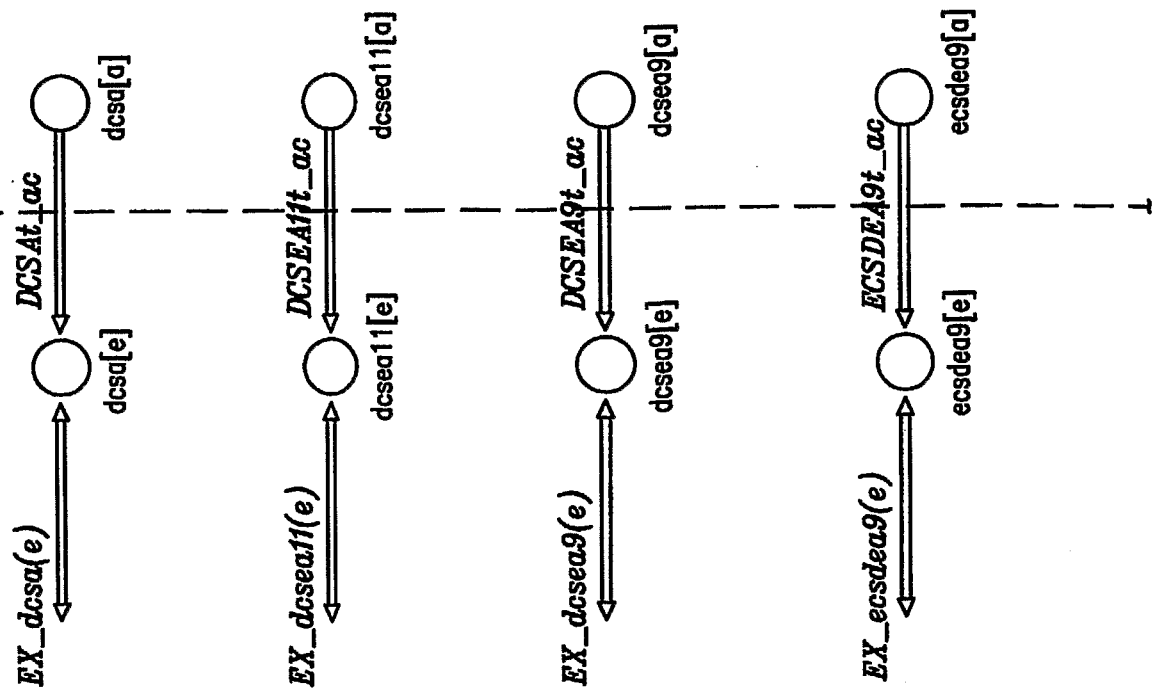 EX_dcsa(e)
dcsa[e]
DCSAt_ac
dcsa[a]
EX_dcsea11(e)
dcsea11[e]
DCSEA11t_ac
dcsea11[a]
EX_dcsea9(e)
dcsea9[e]
DCSEA9t_ac
dcsea9[a]
EX_ecsdea9(e)
ecsdea9[e]
ECSDEA9t_ac
ecsdea9[a]